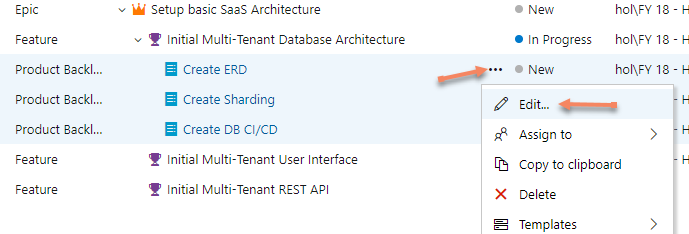 Epic Setup basic SaaS Architecture New hol\FY 18 - H
Feature Initial Multi-Tenant Database Architecture In Progress hol\FY 18 - H
Product Backl... Create ERD ... New hol\FY 18 - H
Product Backl... Create Sharding
Edit...
Product Backl... Create DB CI/CD
Assign to
Feature Initial Multi-Tenant User Interface
Copy to clipboard
Feature Initial Multi-Tenant REST API
Delete
Templates